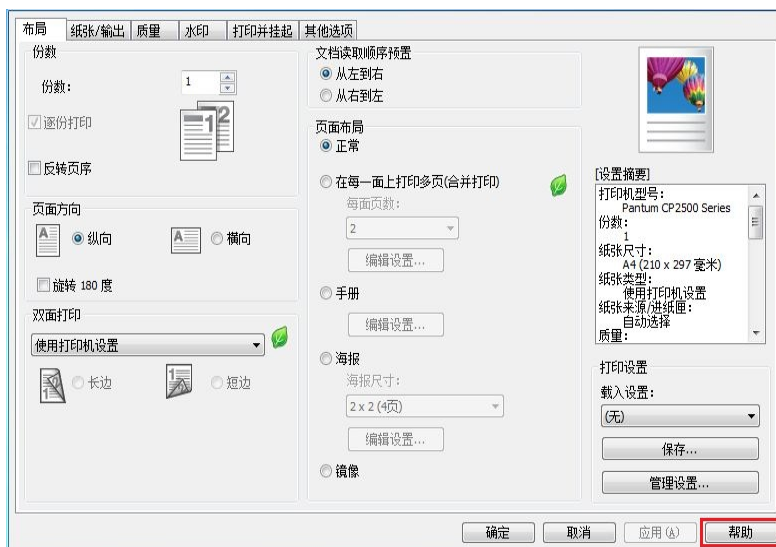 布局 纸张/输出 质量 水印 打印并挂起 其他选项
份数
份数: 1
逐份打印
反转页序
页面方向
纵向 横向
旋转 180 度
双面打印
使用打印机设置
长边 短边
文档读取顺序预置
从左到右
从右到左
页面布局
正常
在每一面上打印多页(合并打印)
每面页数:
2
编辑设置...
手册
编辑设置...
海报
海报尺寸:
2 x 2 (4页)
编辑设置...
镜像
[设置摘要]
打印机型号:
Pantum CP2500 Series
份数:
1
纸张尺寸:
A4 (210 x 297 毫米)
纸张类型:
使用打印机设置
纸张来源/进纸匣:
自动选择
质量:
打印设置
载入设置:
(无)
保存...
管理设置...
确定 取消 应用(A) 帮助